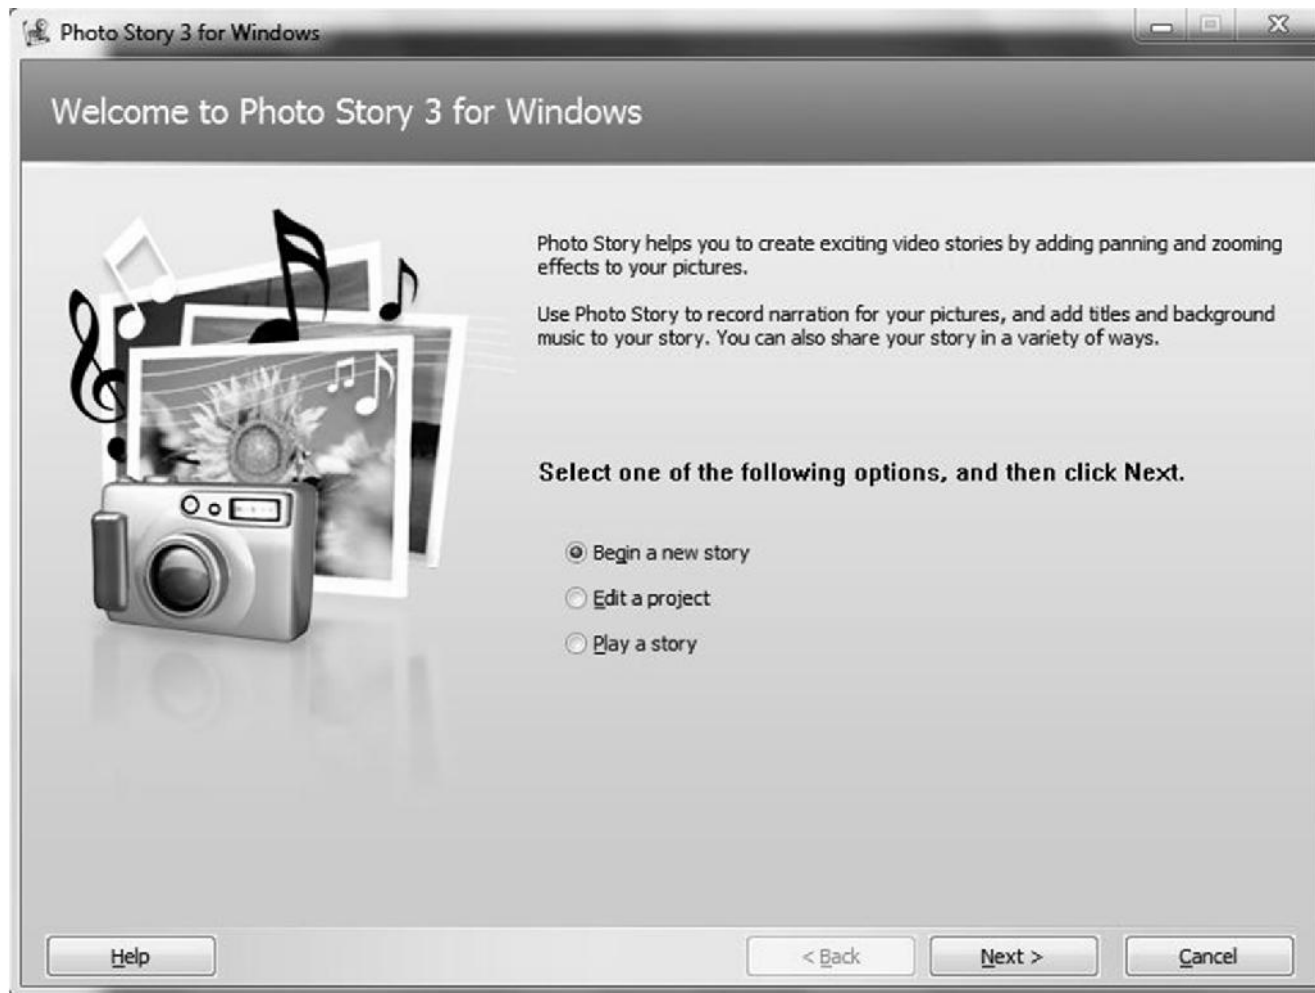 Photo Story 3 for Windows
Welcome to Photo Story 3 for Windows
Photo Story helps you to create exciting video stories by adding panning and zooming
effects to your pictures.
Use Photo Story to record narration for your pictures, and add titles and background
music to your story. You can also share your story in a variety of ways.
Select one of the following options, and then click Next.
Begin a new story
Edit a project
Play a story
Help
< Back
Next >
Cancel